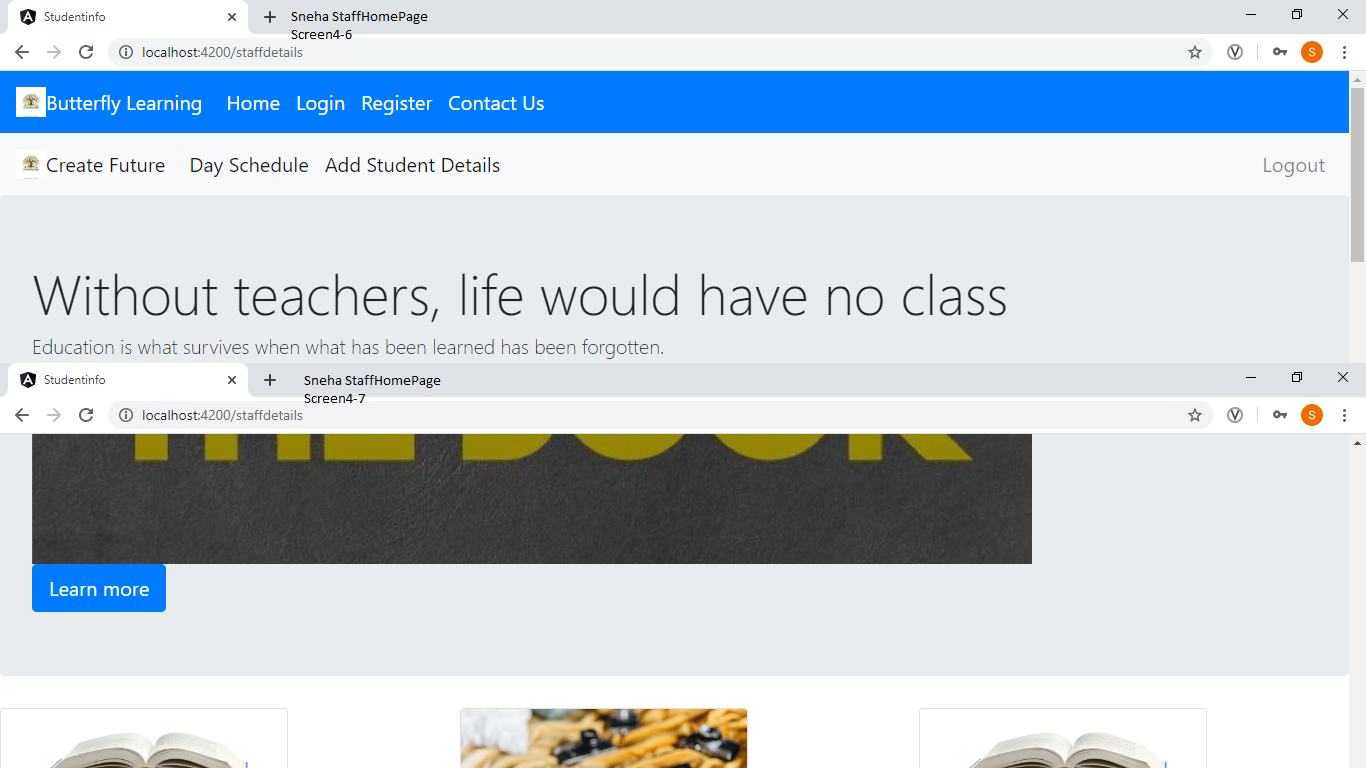 Studentinfo
Sneha StaffHomePage
Screen4-6
localhost:4200/staffdetails
S
Butterfly Learning Home Login Register Contact Us
Create Future Day Schedule Add Student Details Logout
Without teachers, life would have no class
Education is what survives when what has been learned has been forgotten.
Studentinfo
Sneha StaffHomePage
Screen4-7
localhost:4200/staffdetails
S
Learn more